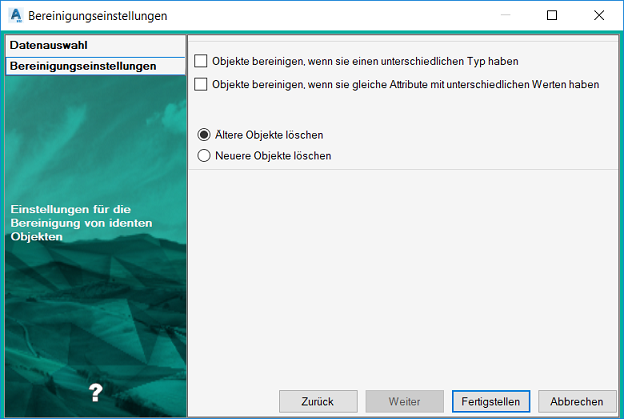 Bereinigungseinstellungen
Datenauswahl
Bereinigungseinstellungen
Einstellungen für die
Bereinigung von identen
Objekten
?
Objekte bereinigen, wenn sie einen unterschiedlichen Typ haben
Objekte bereinigen, wenn sie gleiche Attribute mit unterschiedlichen Werten haben
Ältere Objekte löschen
Neuere Objekte löschen
Zurück
Weiter
Fertigstellen
Abbrechen